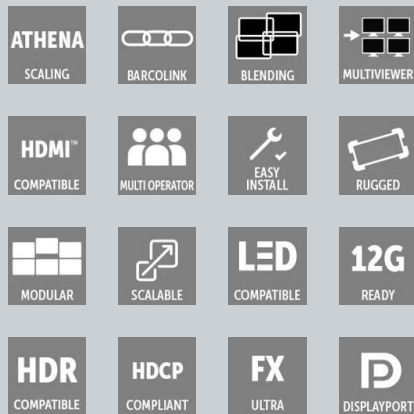 ATHENA
SCALING
BARCOLINK
BLENDING
MULTIVIEWER
HDMI™
COMPATIBLE
MULTI OPERATOR
EASY
INSTALL
RUGGED
MODULAR
SCALABLE
LED
COMPATIBLE
12G
READY
HDR
COMPATIBLE
HDCP
COMPLIANT
FX
ULTRA
DISPLAYPORT